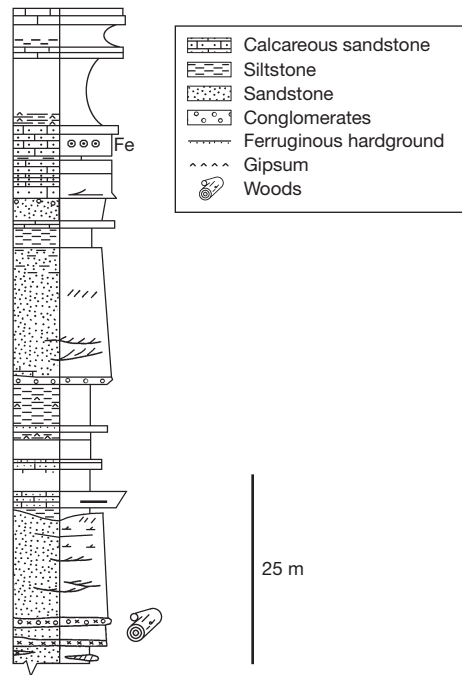 Calcareous sandstone
Siltstone
Sandstone
Conglomerates
Ferruginous hardground
Gipsum
Woods
Fe
25 m